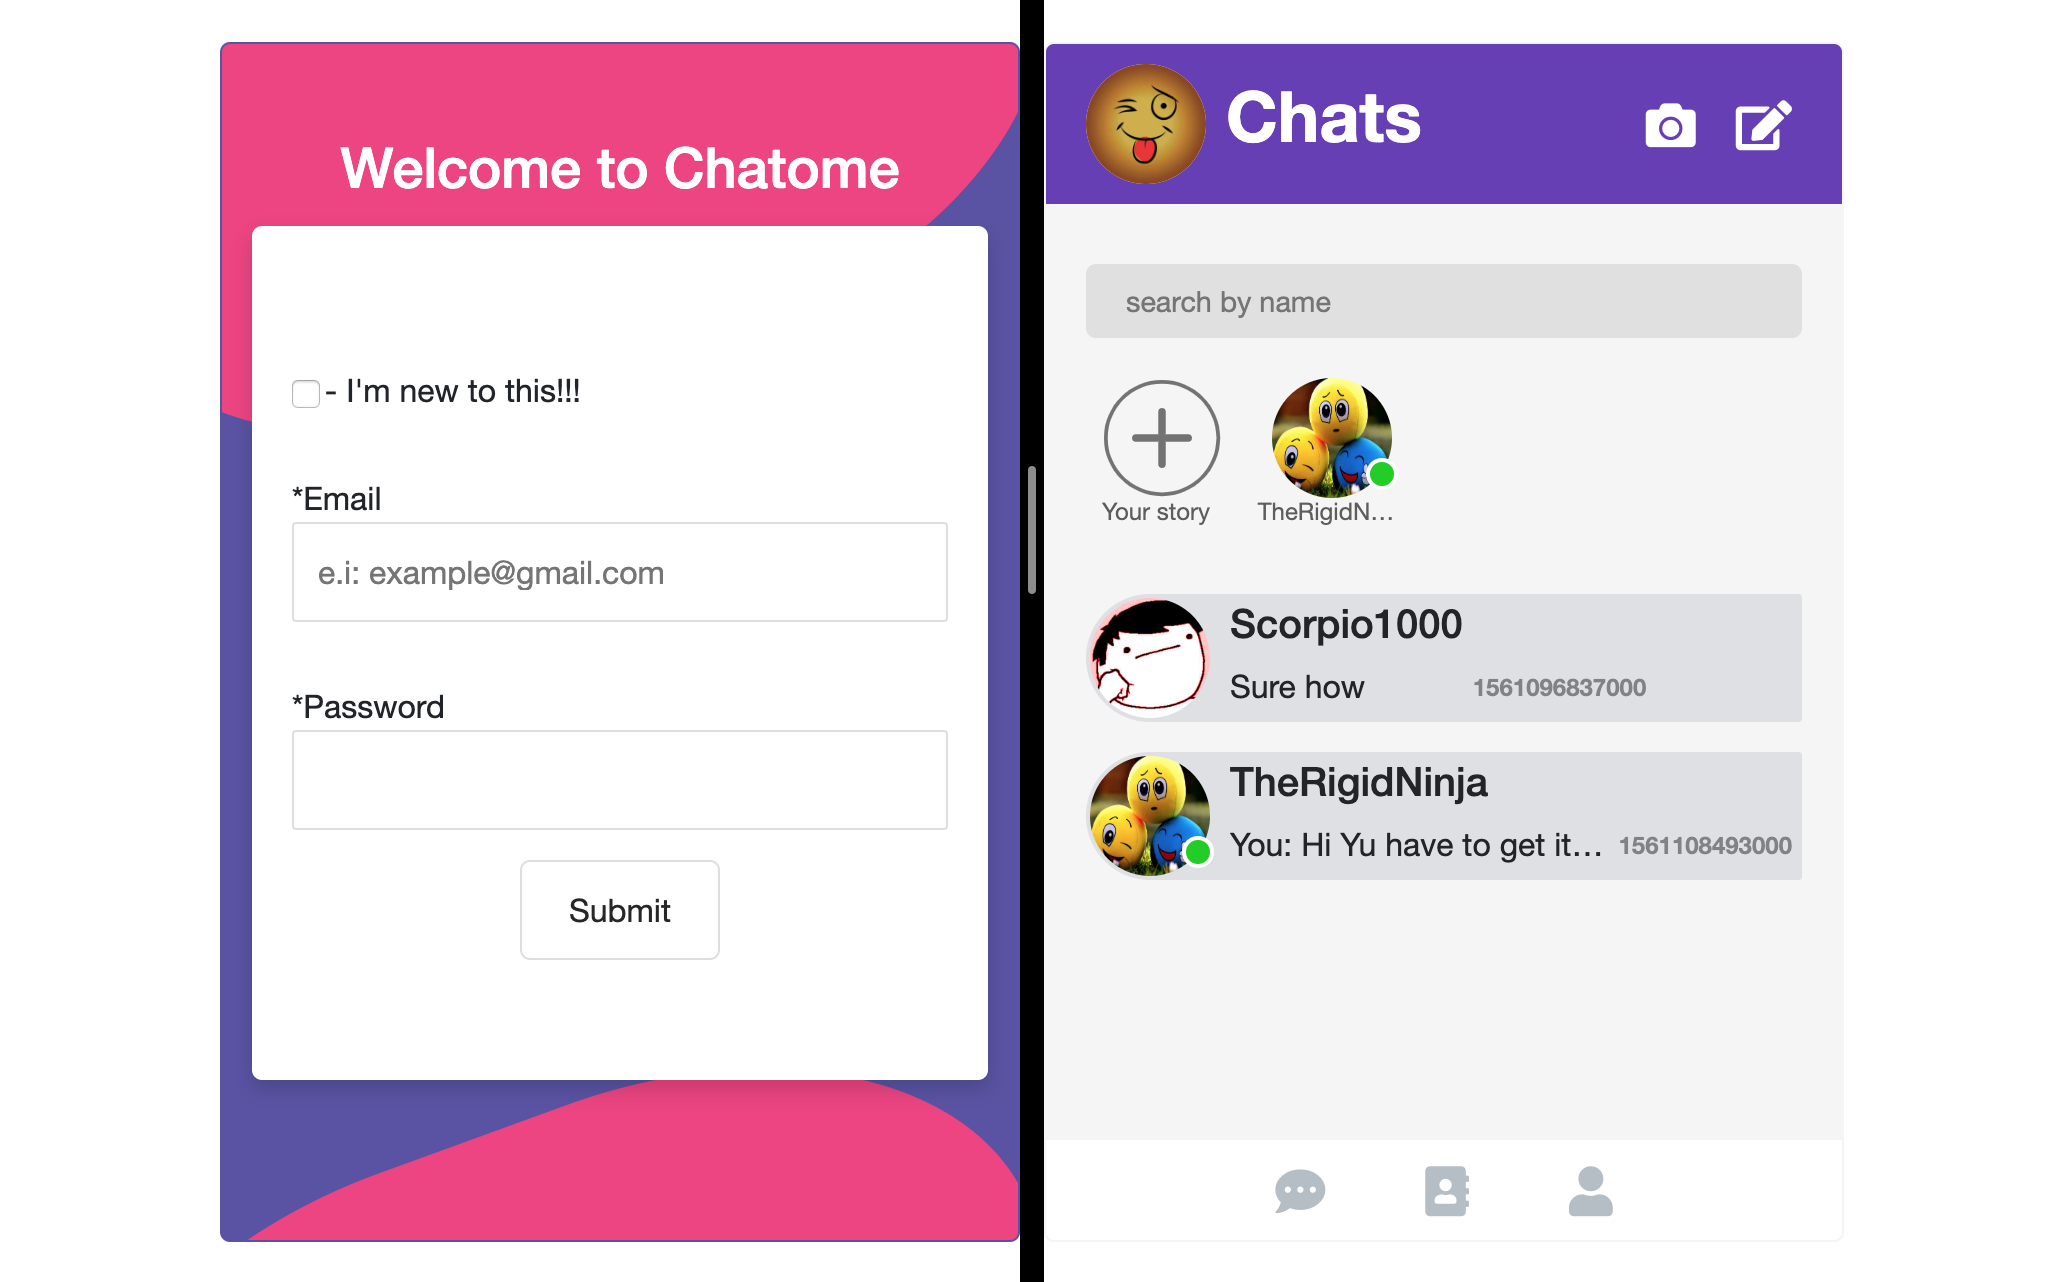 Welcome to Chatome
- I'm new to this!!!
*Email
e.i: example@gmail.com
*Password
Submit
Chats
search by name
Your story
TheRigidN...
Scorpio1000
Sure how 1561096837000
TheRigidNinja
You: Hi Yu have to get it... 1561108493000